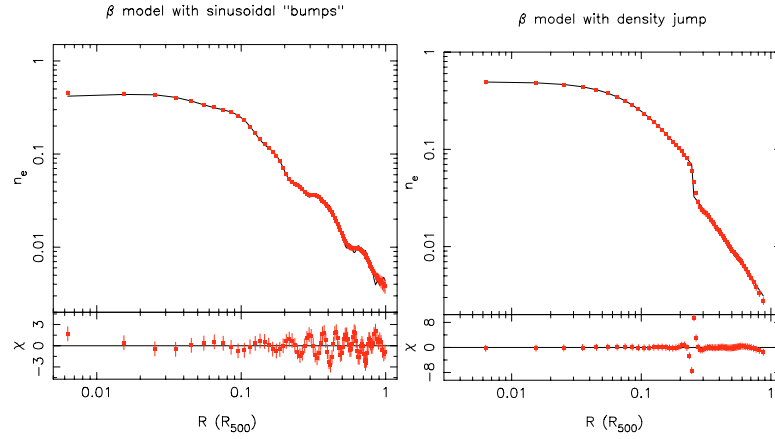 β model with sinusoidal "bumps"
1
0.1
0.01
n_e
3
0
−3
χ
0.01
0.1
1
R (R_500)
β model with density jump
1
0.1
0.01
n_e
8
0
−8
χ
0.01
0.1
1
R (R_500)